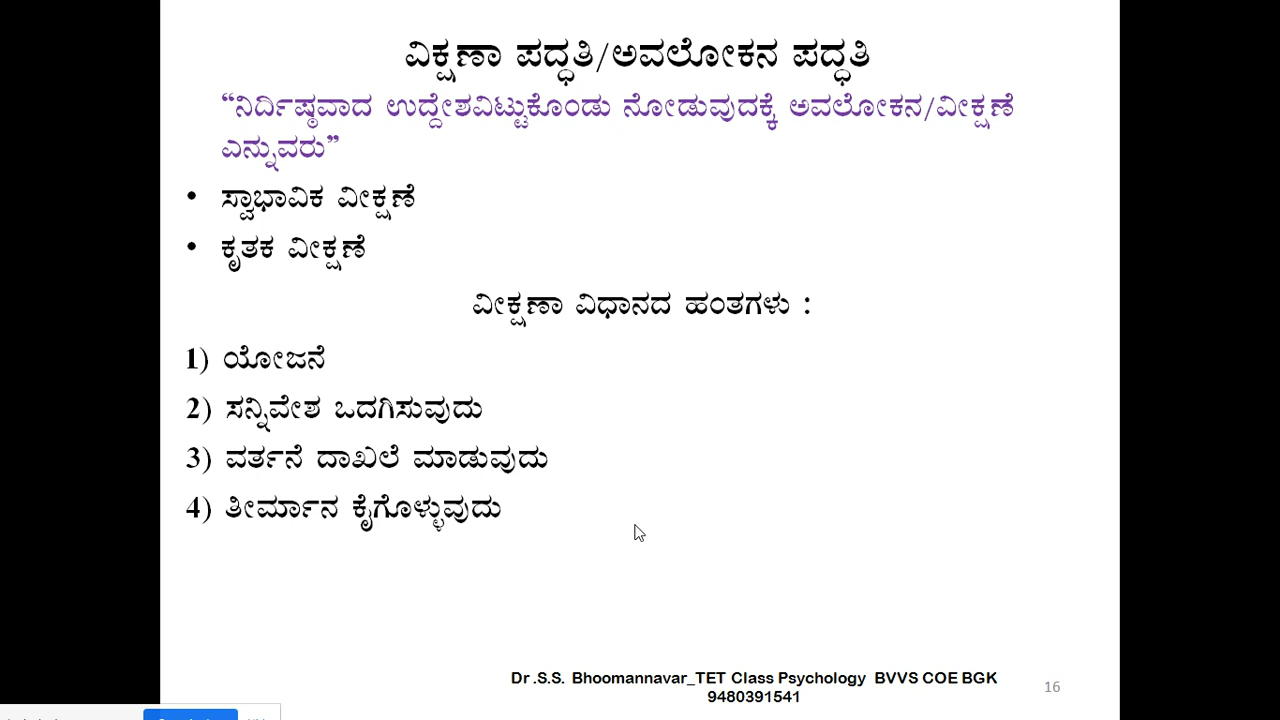 ವಿಕ್ಷಣಾ ಪದ್ಧತಿ/ಅವಲೋಕನ ಪದ್ಧತಿ
“ನಿರ್ದಿಷ್ಠವಾದ ಉದ್ದೇಶವಿಟ್ಟುಕೊಂಡು ನೋಡುವುದಕ್ಕೆ ಅವಲೋಕನ/ವೀಕ್ಷಣೆ
ಎನ್ನುವರು”
• ಸ್ವಾಭಾವಿಕ ವೀಕ್ಷಣೆ
• ಕೃತಕ ವೀಕ್ಷಣೆ
ವೀಕ್ಷಣಾ ವಿಧಾನದ ಹಂತಗಳು :
1) ಯೋಜನೆ
2) ಸನ್ನಿವೇಶ ಒದಗಿಸುವುದು
3) ವರ್ತನೆ ದಾಖಲೆ ಮಾಡುವುದು
4) ತೀರ್ಮಾನ ಕೈಗೊಳ್ಳುವುದು
Dr .S.S. Bhoomannavar_TET Class Psychology BVVS COE BGK
9480391541
16